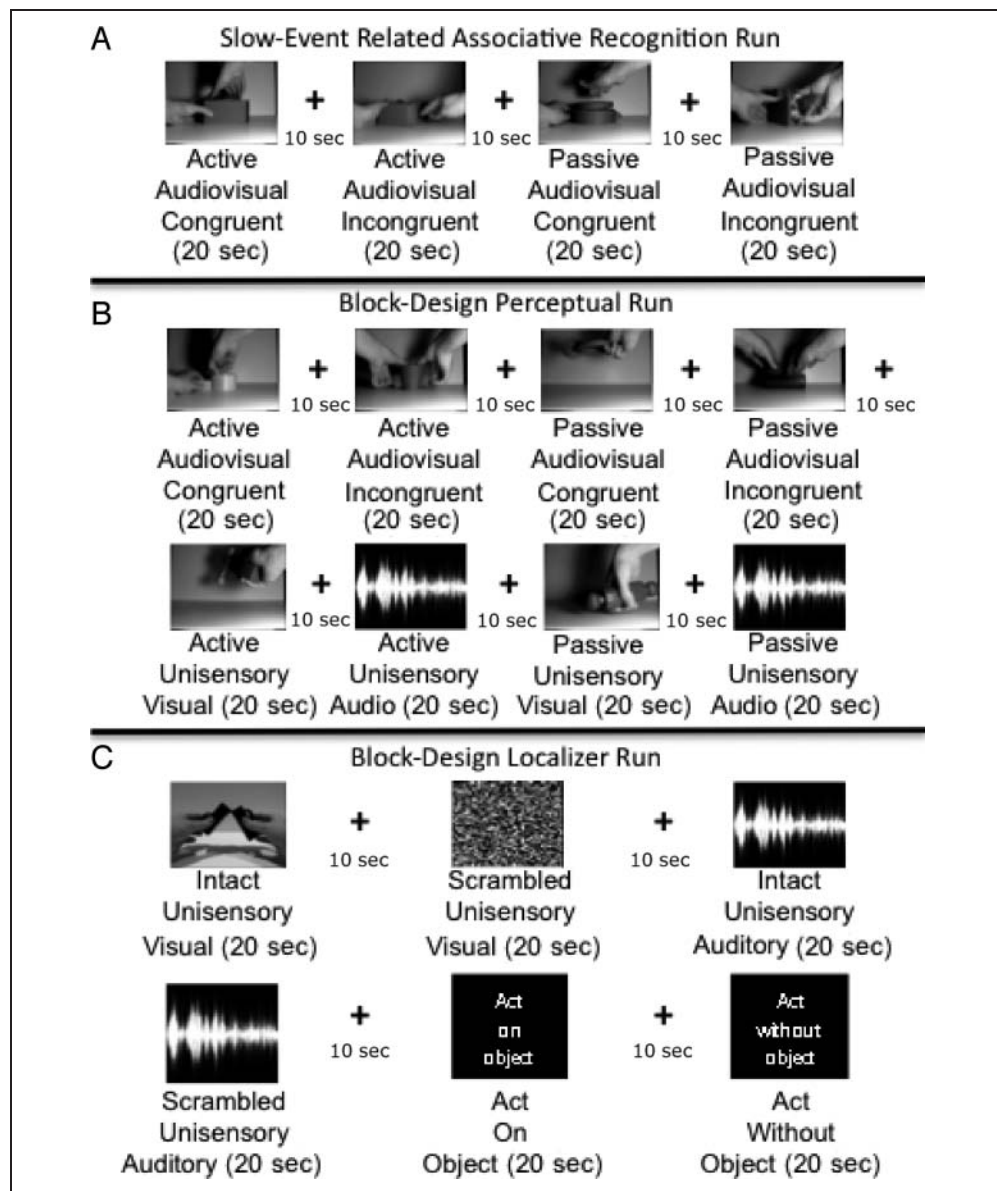 A
Slow-Event Related Associative Recognition Run
+ + +
10 sec 10 sec 10 sec
Active Active Passive Passive
Audiovisual Audiovisual Audiovisual Audiovisual
Congruent Incongruent Congruent Incongruent
(20 sec) (20 sec) (20 sec) (20 sec)
B
Block-Design Perceptual Run
+ + + +
10 sec 10 sec 10 sec 10 sec
Active Active Passive Passive
Audiovisual Audiovisual Audiovisual Audiovisual
Congruent Incongruent Congruent Incongruent
(20 sec) (20 sec) (20 sec) (20 sec)
+ + +
10 sec 10 sec 10 sec
Active Active Passive Passive
Unisensory Unisensory Unisensory Unisensory
Visual (20 sec) Audio (20 sec) Visual (20 sec) Audio (20 sec)
C
Block-Design Localizer Run
+ +
10 sec 10 sec
Intact Scrambled Intact
Unisensory Unisensory Unisensory
Visual (20 sec) Visual (20 sec) Auditory (20 sec)
Act Act
+ on + without
10 sec object 10 sec object
Scrambled Act Act
Unisensory On Without
Auditory (20 sec) Object (20 sec) Object (20 sec)